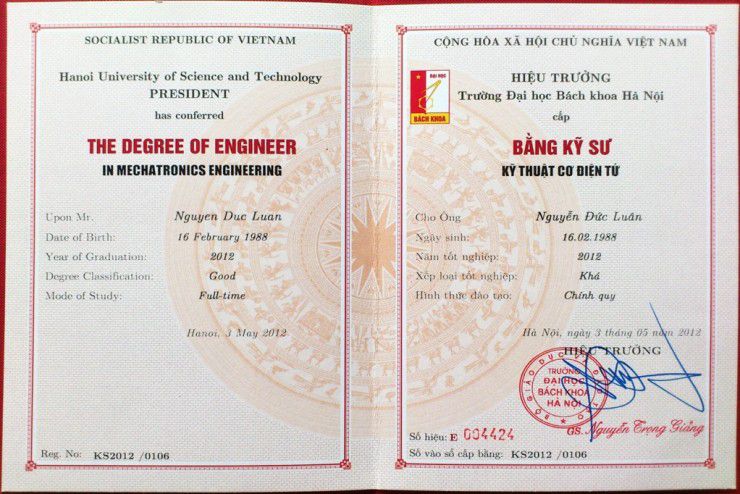 SOCIALIST REPUBLIC OF VIETNAM
Hanoi University of Science and Technology
PRESIDENT
has conferred
THE DEGREE OF ENGINEER
IN MECHATRONICS ENGINEERING
Upon Mr. Nguyen Duc Luan
Date of Birth: 16 February 1988
Year of Graduation: 2012
Degree Classification: Good
Mode of Study: Full-time
Hanoi, 3 May 2012
Reg. No: KS2012 /0106
CỘNG HÒA XÃ HỘI CHỦ NGHĨA VIỆT NAM
ĐẠI HỌC
BÁCH KHOA
HIỆU TRƯỞNG
Trường Đại học Bách khoa Hà Nội
cấp
BẰNG KỸ SƯ
KỸ THUẬT CƠ ĐIỆN TỬ
Cho Ông Nguyễn Đức Luân
Ngày sinh: 16.02.1988
Năm tốt nghiệp: 2012
Xếp loại tốt nghiệp: Khá
Hình thức đào tạo: Chính quy
Hà Nội, ngày 3 tháng 05 năm 2012
HIỆU TRƯỞNG
BỘ GIÁO DỤC VÀ ĐÀO TẠO
TRƯỜNG
ĐẠI HỌC
BÁCH KHOA
HÀ NỘI
GS. Nguyễn Trọng Giảng
Số hiệu: E 004424
Số vào sổ cấp bằng: KS2012 /0106